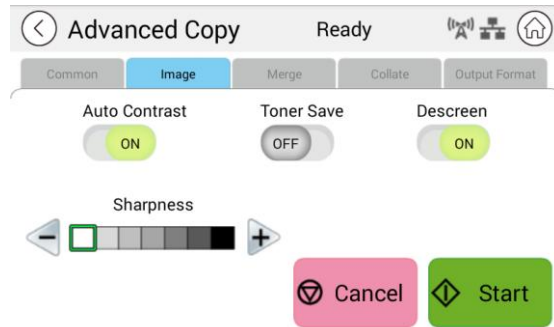 Advanced Copy Ready
Common Image Merge Collate Output Format
Auto Contrast Toner Save Descreen
ON OFF ON
Sharpness
Cancel Start